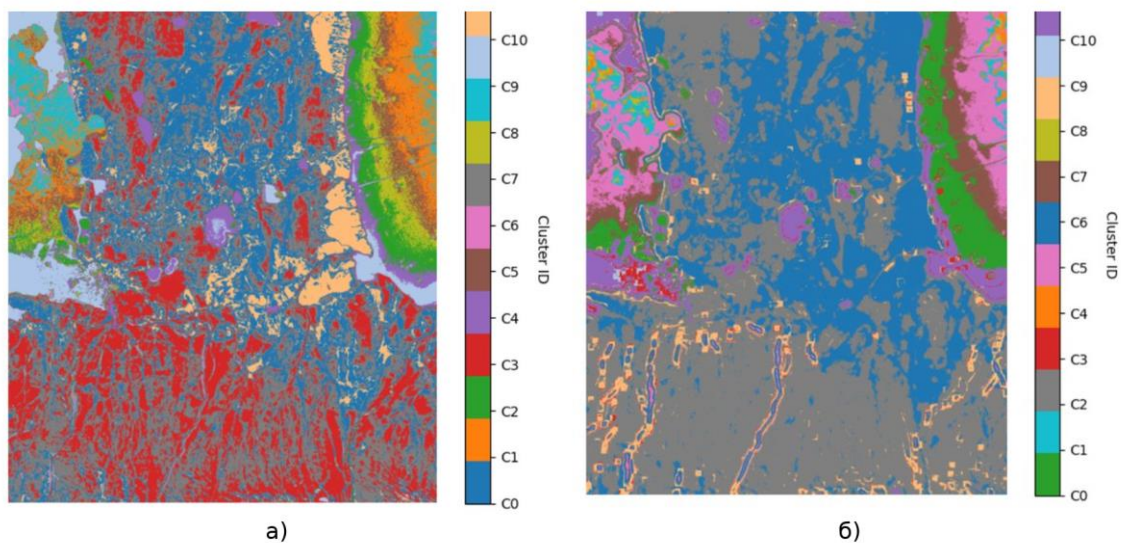 C10
C9
C8
C7
C6
C5
C4
C3
C2
C1
C0
Cluster ID
C10
C9
C8
C7
C6
C5
C4
C3
C2
C1
C0
Cluster ID
а)
б)